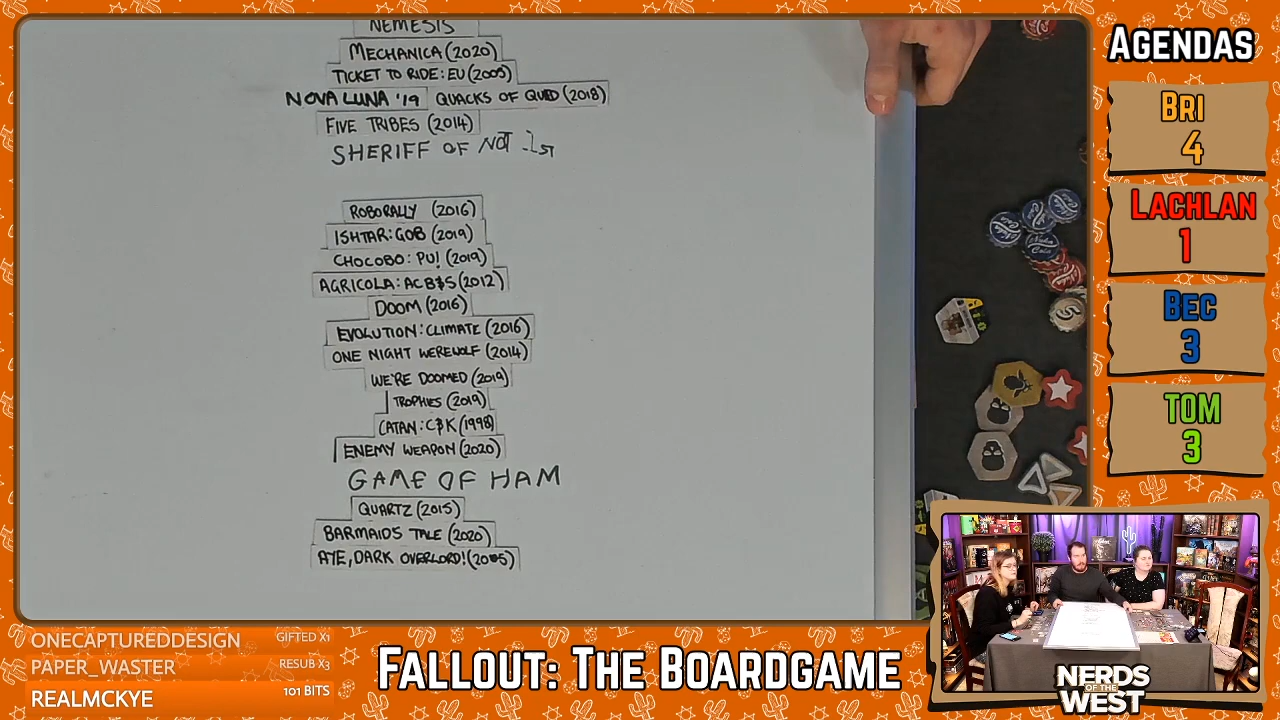 NEMESIS
MECHANICA (2020)
TICKET TO RIDE: EU (2005)
NOVA LUNA '19 QUACKS OF QUED (2018)
FIVE TRIBES (2014)
SHERIFF OF NOT
ROBORALLY (2016)
ISHTAR: GOB (2019)
CHOCOBO: PU! (2019)
AGRICOLA: ACB$S (2012)
DOOM (2016)
EVOLUTION: CLIMATE (2016)
ONE NIGHT WEREWOLF (2014)
WE'RE DOOMED (2019)
TROPHIES (2019)
CATAN: C$K (1998)
ENEMY WEAPON (2020)
GAME OF HAM
QUARTZ (2015)
BARMAIDS TALE (2020)
AYE, DARK OVERLORD! (2005)
AGENDAS
BRI
4
LACHLAN
1
BEC
3
TOM
3
ONECAPTUREDDESIGN GIFTED X1
PAPER_WASTER RESUB X3
REALMCKYE 101 BITS
FALLOUT: THE BOARDGAME
NERDS
OF THE
WEST